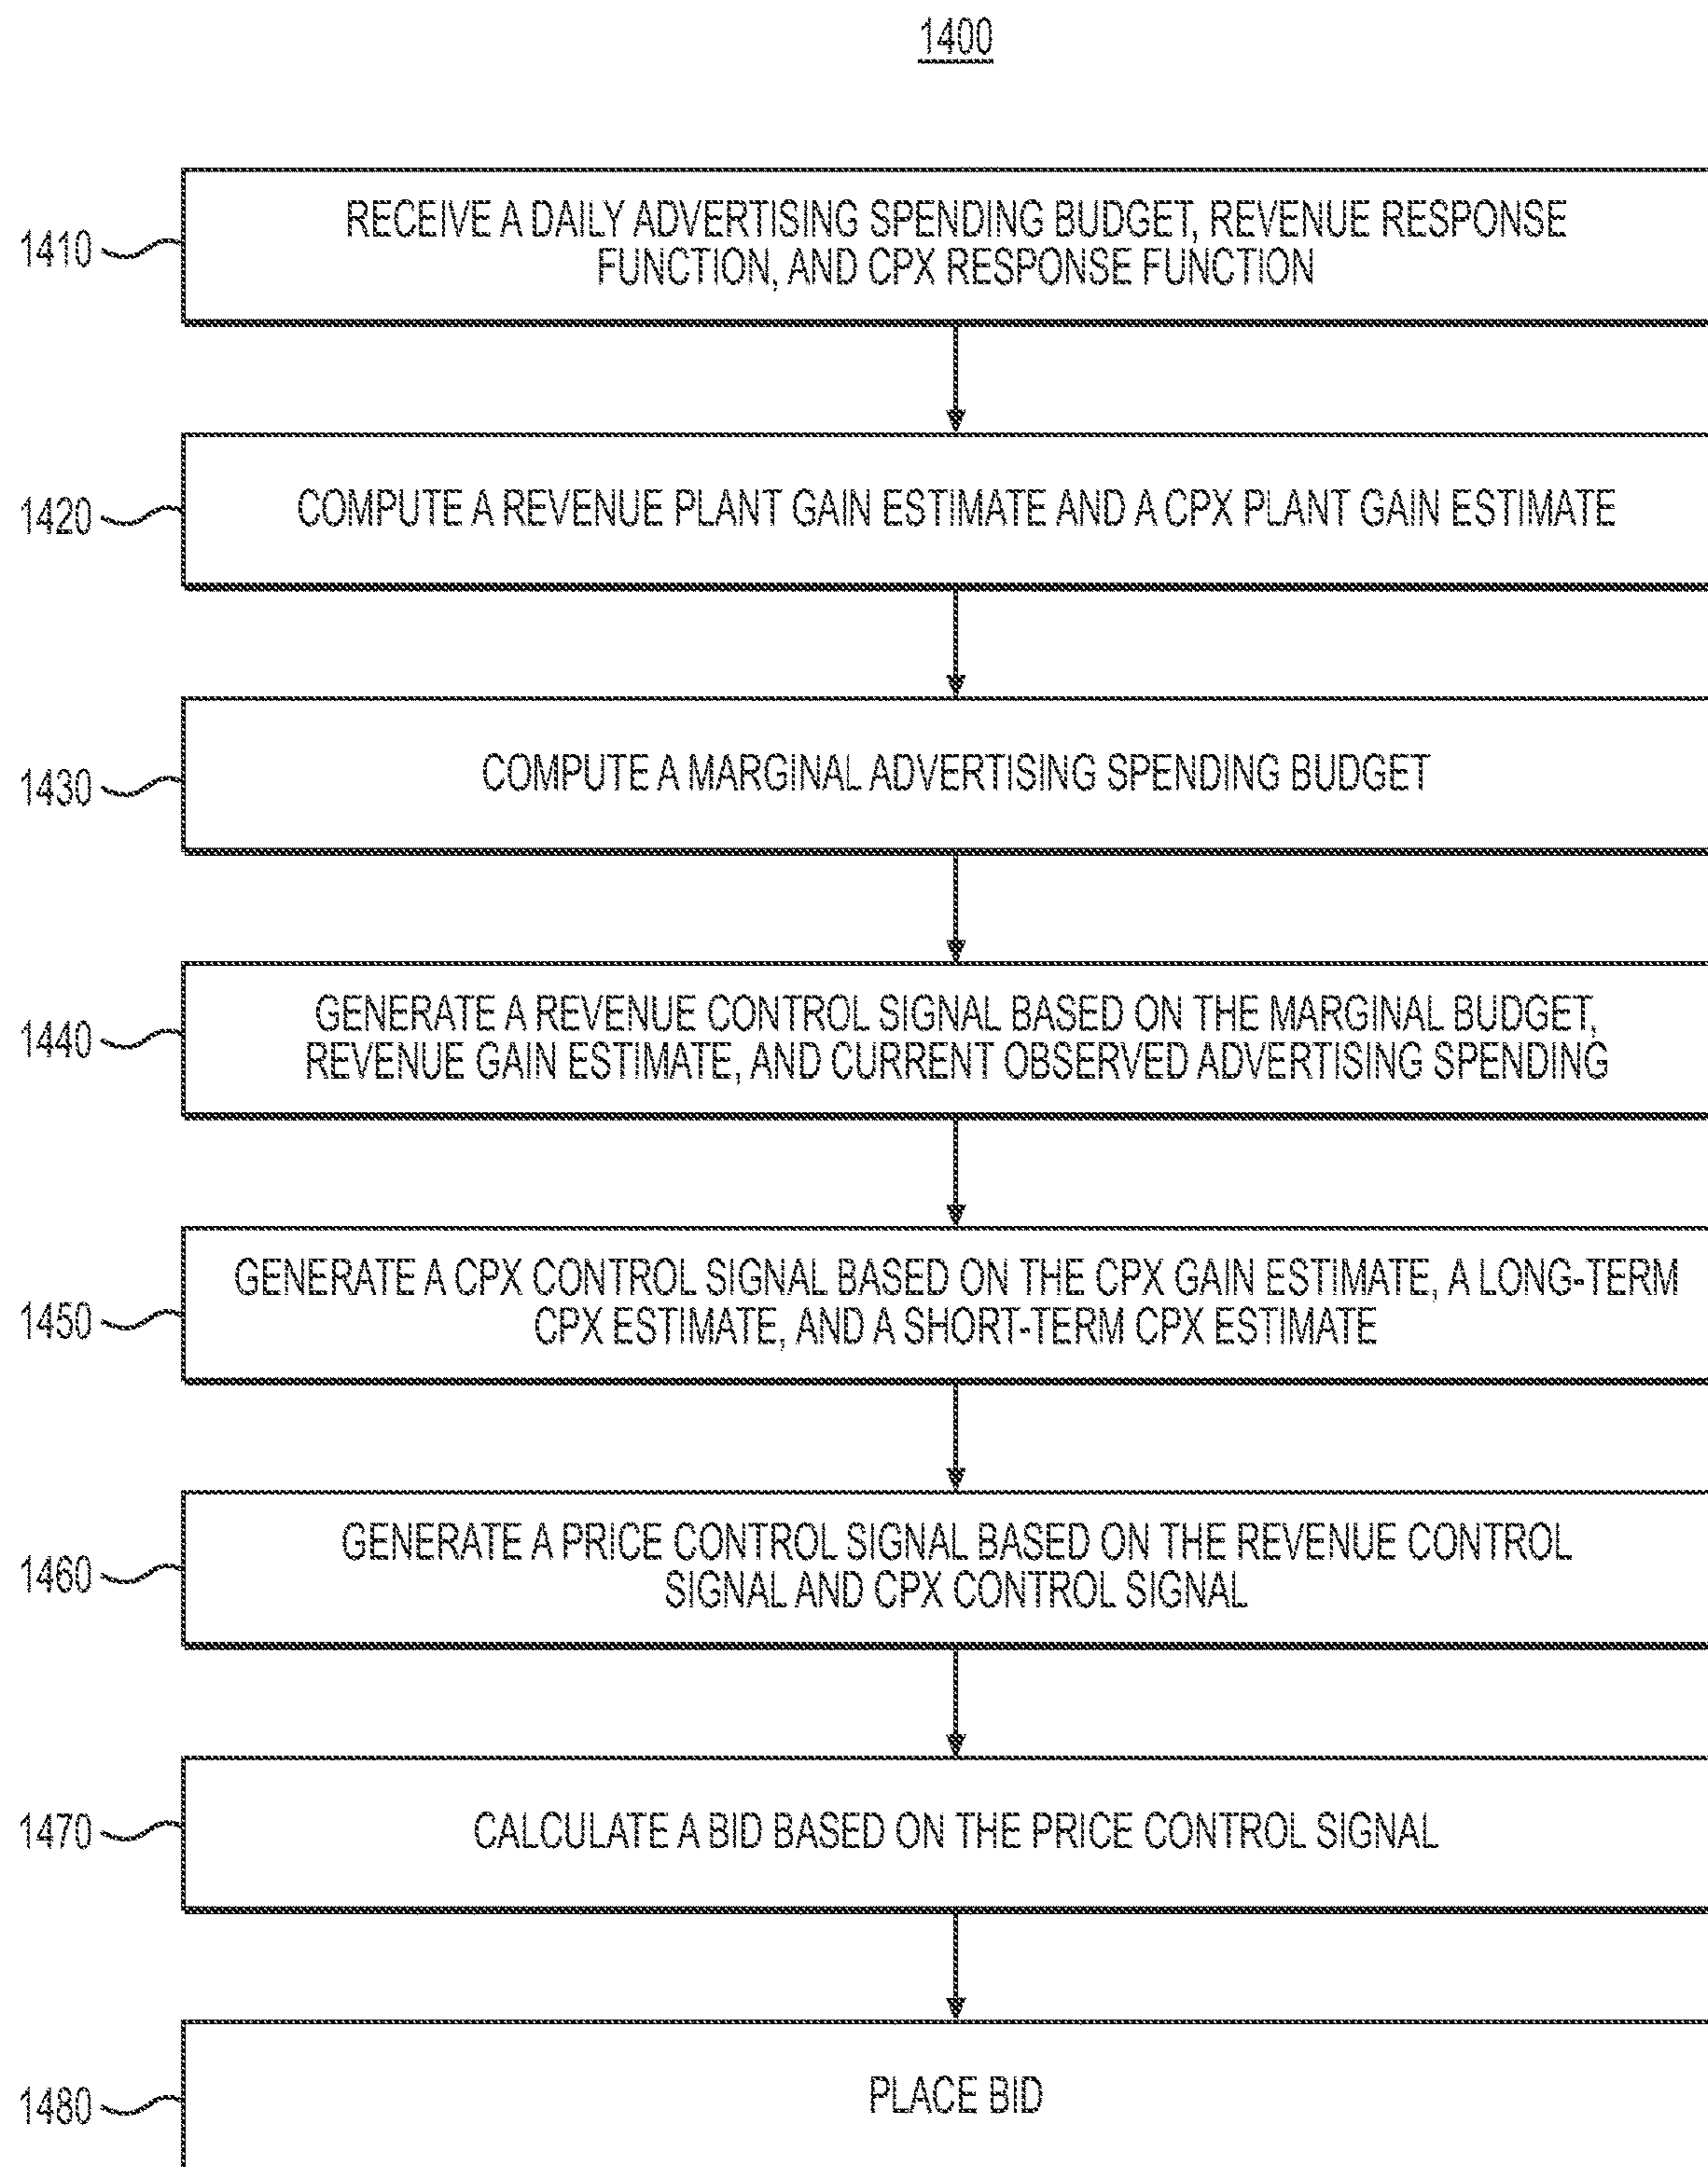 1400
1410
RECEIVE A DAILY ADVERTISING SPENDING BUDGET, REVENUE RESPONSE
FUNCTION, AND CPX RESPONSE FUNCTION
1420
COMPUTE A REVENUE PLANT GAIN ESTIMATE AND A CPX PLANT GAIN ESTIMATE
1430
COMPUTE A MARGINAL ADVERTISING SPENDING BUDGET
1440
GENERATE A REVENUE CONTROL SIGNAL BASED ON THE MARGINAL BUDGET,
REVENUE GAIN ESTIMATE, AND CURRENT OBSERVED ADVERTISING SPENDING
1450
GENERATE A CPX CONTROL SIGNAL BASED ON THE CPX GAIN ESTIMATE, A LONG-TERM
CPX ESTIMATE, AND A SHORT-TERM CPX ESTIMATE
1460
GENERATE A PRICE CONTROL SIGNAL BASED ON THE REVENUE CONTROL
SIGNAL AND CPX CONTROL SIGNAL
1470
CALCULATE A BID BASED ON THE PRICE CONTROL SIGNAL
1480
PLACE BID